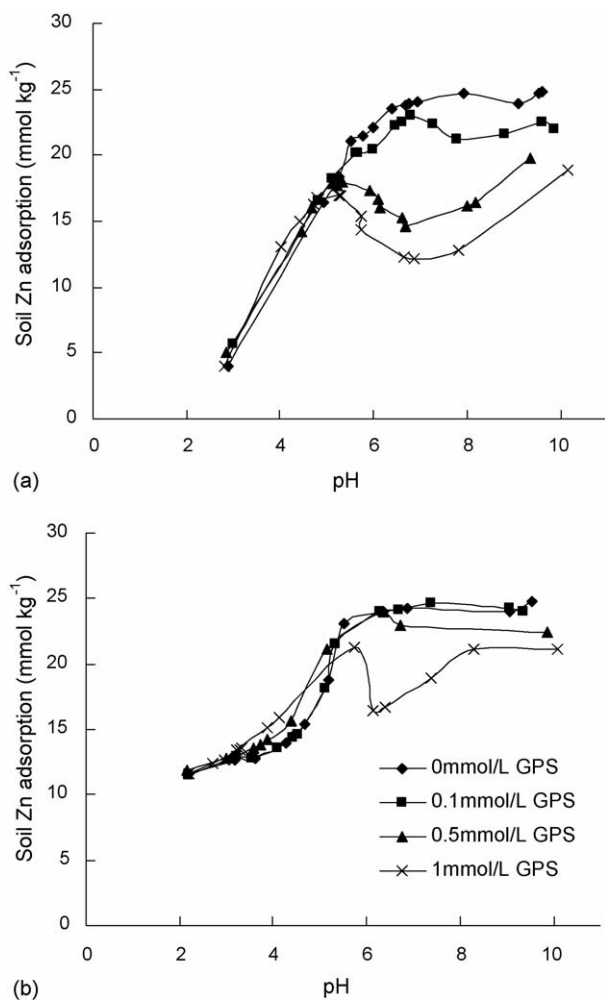 30
25
20
15
10
5
0
Soil Zn adsorption (mmol kg⁻¹)
0 2 4 6 8 10
(a) pH
30
25
20
15
10
5
0
Soil Zn adsorption (mmol kg⁻¹)
0mmol/L GPS
0.1mmol/L GPS
0.5mmol/L GPS
1mmol/L GPS
0 2 4 6 8 10
(b) pH